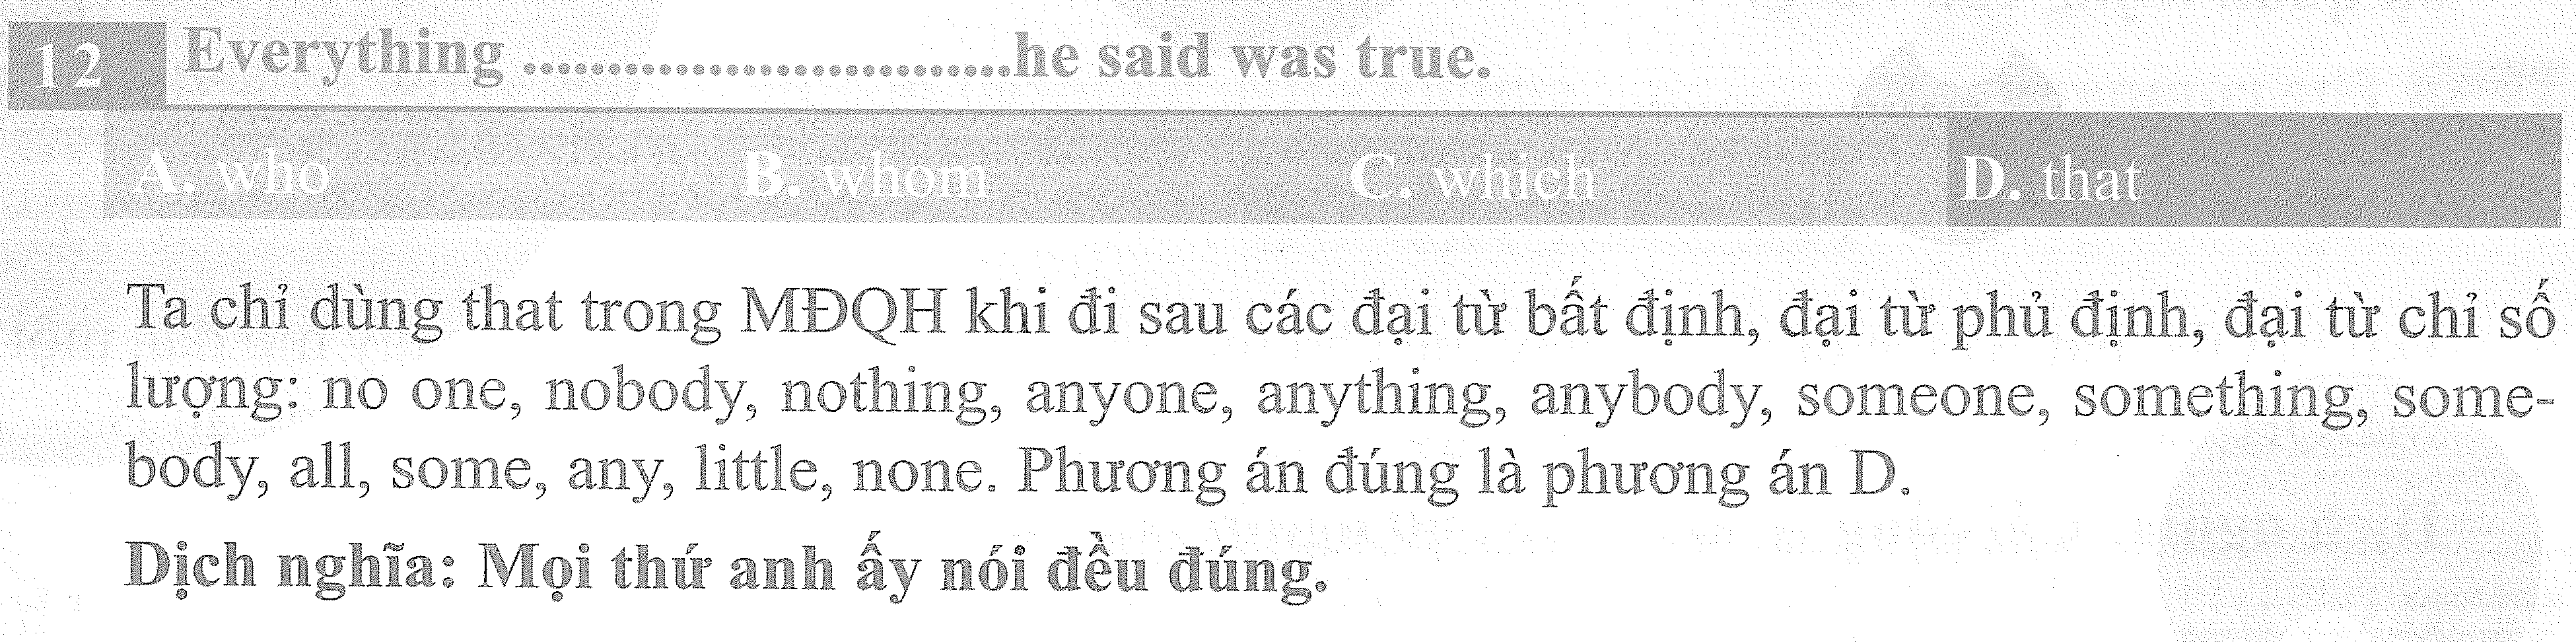 12 Everything ............................he said was true.
A. who B. whom C. which D. that
Ta chỉ dùng that trong MĐQH khi đi sau các đại từ bất định, đại từ phủ định, đại từ chỉ số
lượng: no one, nobody, nothing, anyone, anything, anybody, someone, something, some-
body, all, some, any, little, none. Phương án đúng là phương án D.
Dịch nghĩa: Mọi thứ anh ấy nói đều đúng.